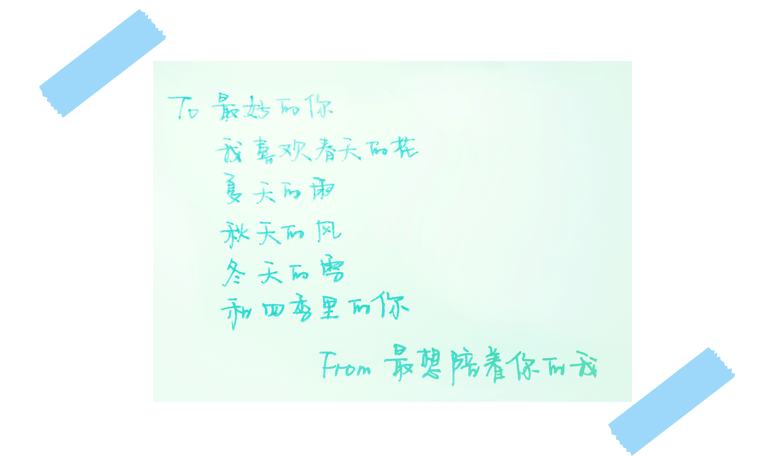 To 最好的你
我喜欢春天的花
夏天的雨
秋天的风
冬天的雪
和四季里的你
From 最想陪着你的我